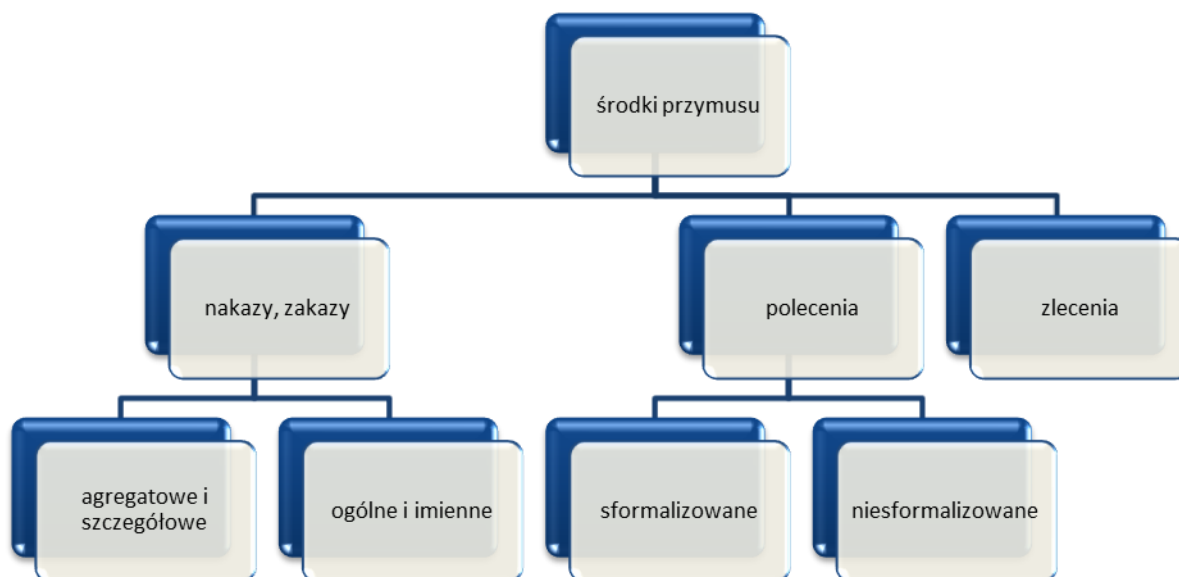 środki przymusu
nakazy, zakazy
polecenia
zlecenia
agregatowe i
szczegółowe
ogólne i imienne
sformalizowane
niesformalizowane